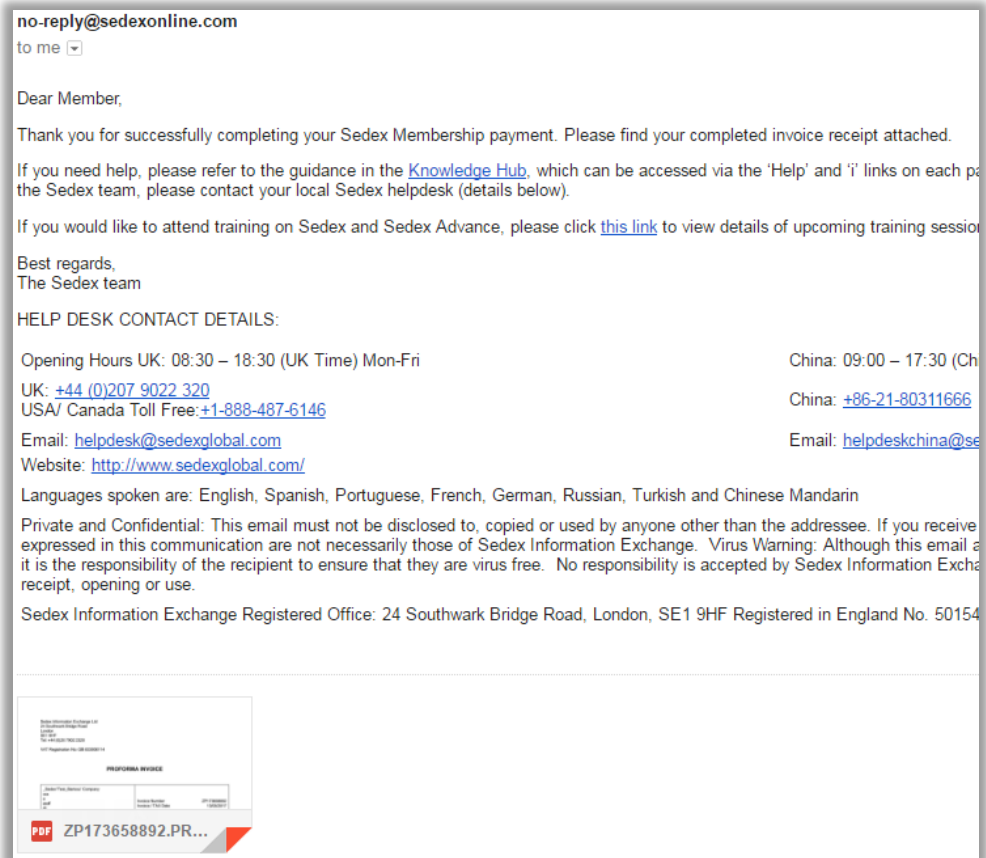 no-reply@sedexonline.com
to me
Dear Member,
Thank you for successfully completing your Sedex Membership payment. Please find your completed invoice receipt attached.
If you need help, please refer to the guidance in the Knowledge Hub, which can be accessed via the ‘Help’ and ‘i’ links on each pa
the Sedex team, please contact your local Sedex helpdesk (details below).
If you would like to attend training on Sedex and Sedex Advance, please click this link to view details of upcoming training session
Best regards,
The Sedex team
HELP DESK CONTACT DETAILS:
Opening Hours UK: 08:30 – 18:30 (UK Time) Mon-Fri
China: 09:00 – 17:30 (Chi
UK: +44 (0)207 9022 320
USA/ Canada Toll Free:+1-888-487-6146
China: +86-21-80311666
Email: helpdesk@sedexglobal.com
Email: helpdeskchina@se
Website: http://www.sedexglobal.com/
Languages spoken are: English, Spanish, Portuguese, French, German, Russian, Turkish and Chinese Mandarin
Private and Confidential: This email must not be disclosed to, copied or used by anyone other than the addressee. If you receive
expressed in this communication are not necessarily those of Sedex Information Exchange.  Virus Warning: Although this email a
it is the responsibility of the recipient to ensure that they are virus free.  No responsibility is accepted by Sedex Information Excha
receipt, opening or use.
Sedex Information Exchange Registered Office: 24 Southwark Bridge Road, London, SE1 9HF Registered in England No. 50154
PROFORMA INVOICE
PDF ZP173658892.PR...